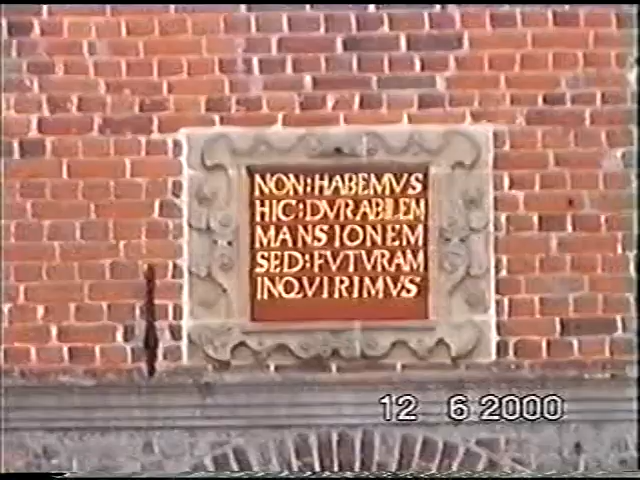 NON:HABEMVS
HIC:DVRABILEM
MANSIONEM
SED:FVTVRAM
INQVIRIMVS
12 6 2000